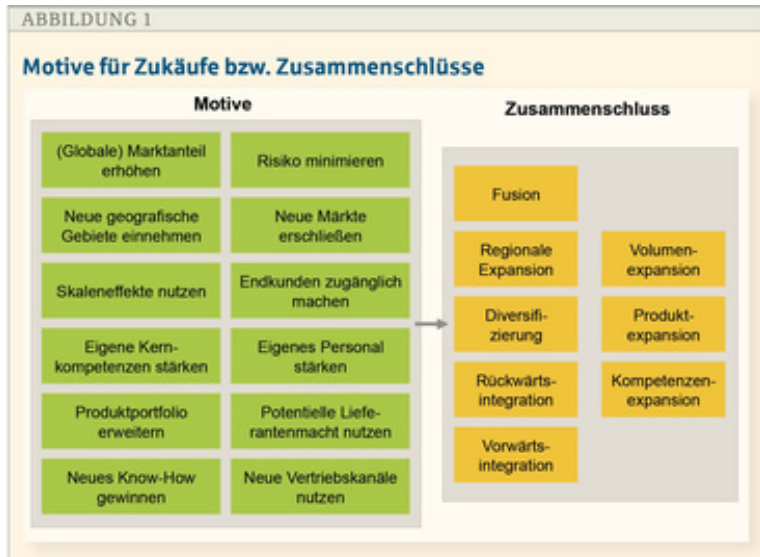 ABBILDUNG 1
Motive für Zukäufe bzw. Zusammenschlüsse
Motive
(Globale) Marktanteil
erhöhen
Risiko minimieren
Neue geografische
Gebiete einnehmen
Neue Märkte
erschließen
Skaleneffekte nutzen
Endkunden zugänglich
machen
Eigene Kern-
kompetenzen stärken
Eigenes Personal
stärken
Produktportfolio
erweitern
Potentielle Liefe-
rantenmacht nutzen
Neues Know-How
gewinnen
Neue Vertriebskanäle
nutzen
Zusammenschluss
Fusion
Regionale
Expansion
Volumen-
expansion
Diversifi-
zierung
Produkt-
expansion
Rückwärts-
integration
Kompetenzen-
expansion
Vorwärts-
integration